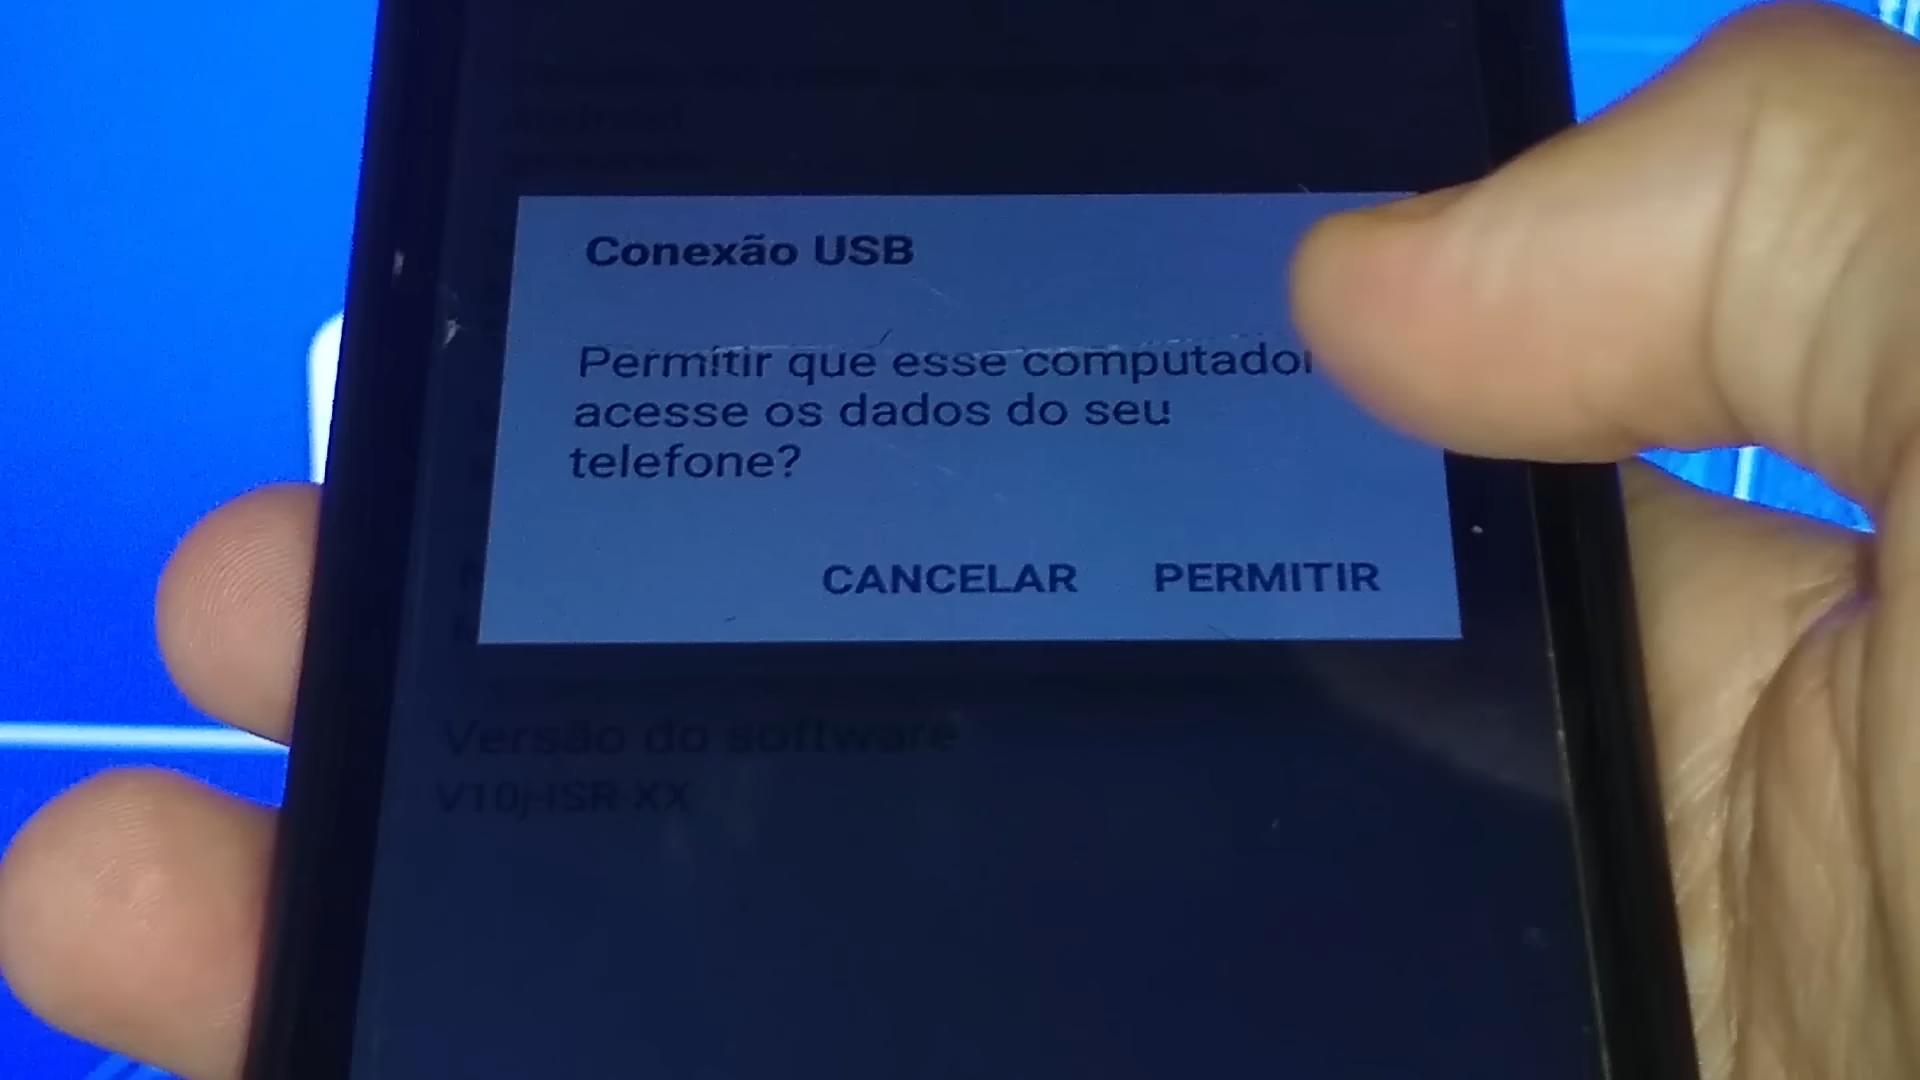 Conexão USB
Permitir que esse computador
acesse os dados do seu
telefone?
CANCELAR PERMITIR
Versão do software
V10j-ISR-XX